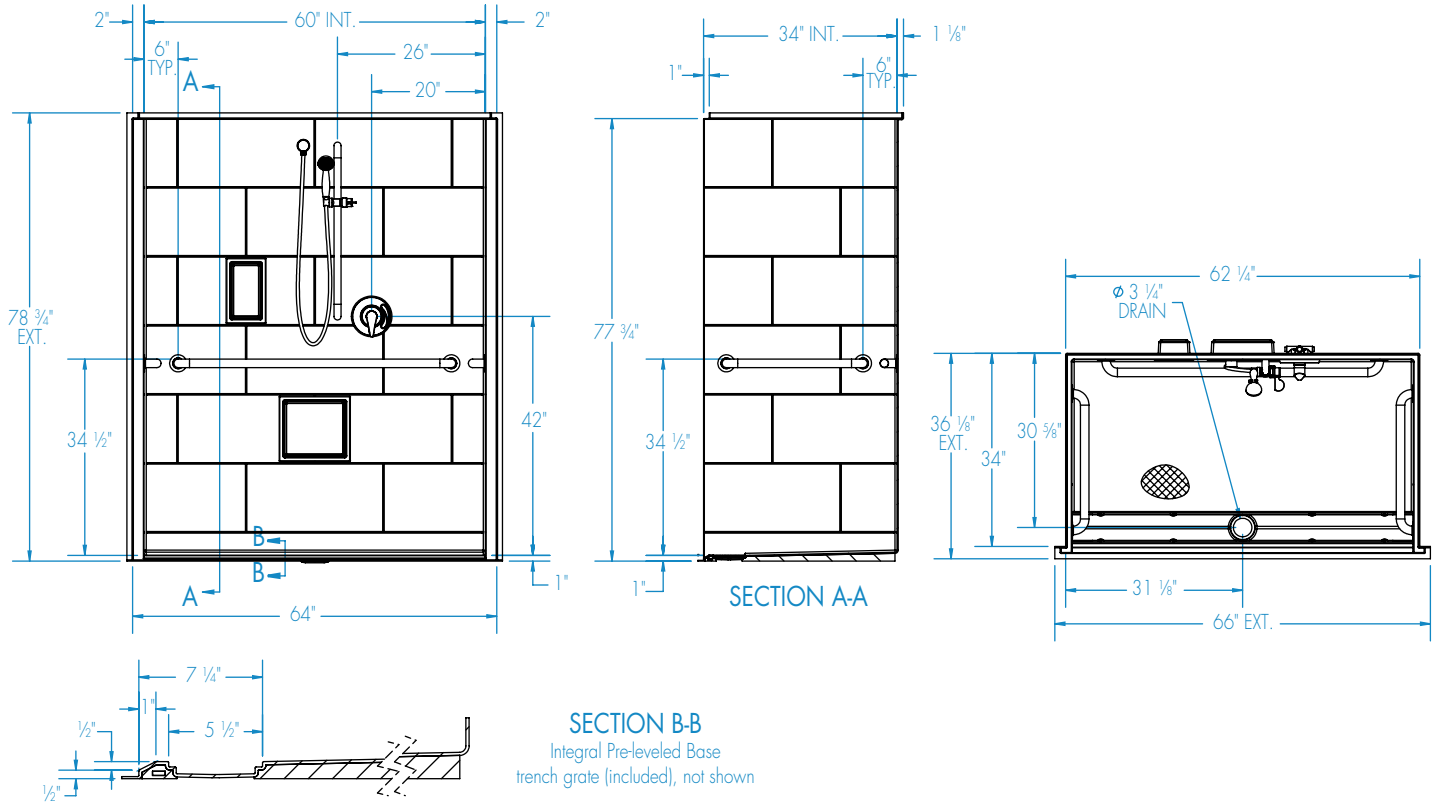 2"
60" INT.
2"
6"
TYP.
26"
A
20"
78 ¾"
EXT.
34 ½"
42"
B
B
1"
A
64"
34" INT.
1 ⅛"
1"
6"
TYP.
77 ¾"
34 ½"
1"
SECTION A-A
62 ¼"
Ø 3 ¼"
DRAIN
36 ⅛"
EXT.
34"
30 ⅝"
31 ⅛"
66" EXT.
7 ¼"
1"
½"
5 ½"
½"
SECTION B-B
Integral Pre-leveled Base
trench grate (included), not shown